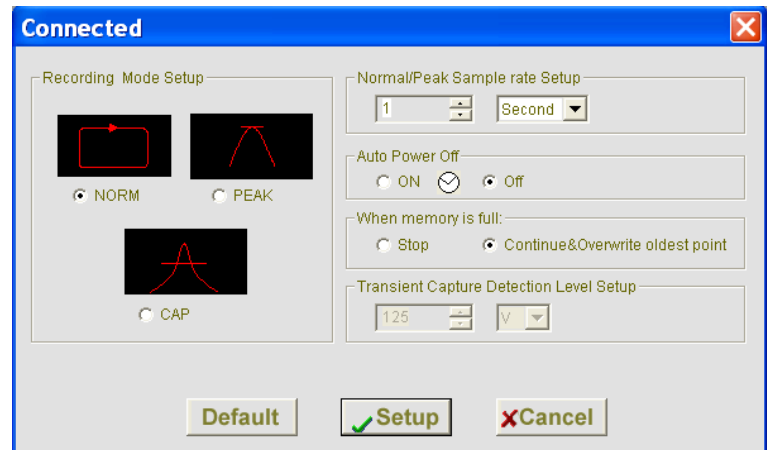 Connected
Recording Mode Setup
NORM
PEAK
CAP
Normal/Peak Sample rate Setup
1 Second
Auto Power Off
ON Off
When memory is full:
Stop Continue&Overwrite oldest point
Transient Capture Detection Level Setup
125 V
Default Setup Cancel